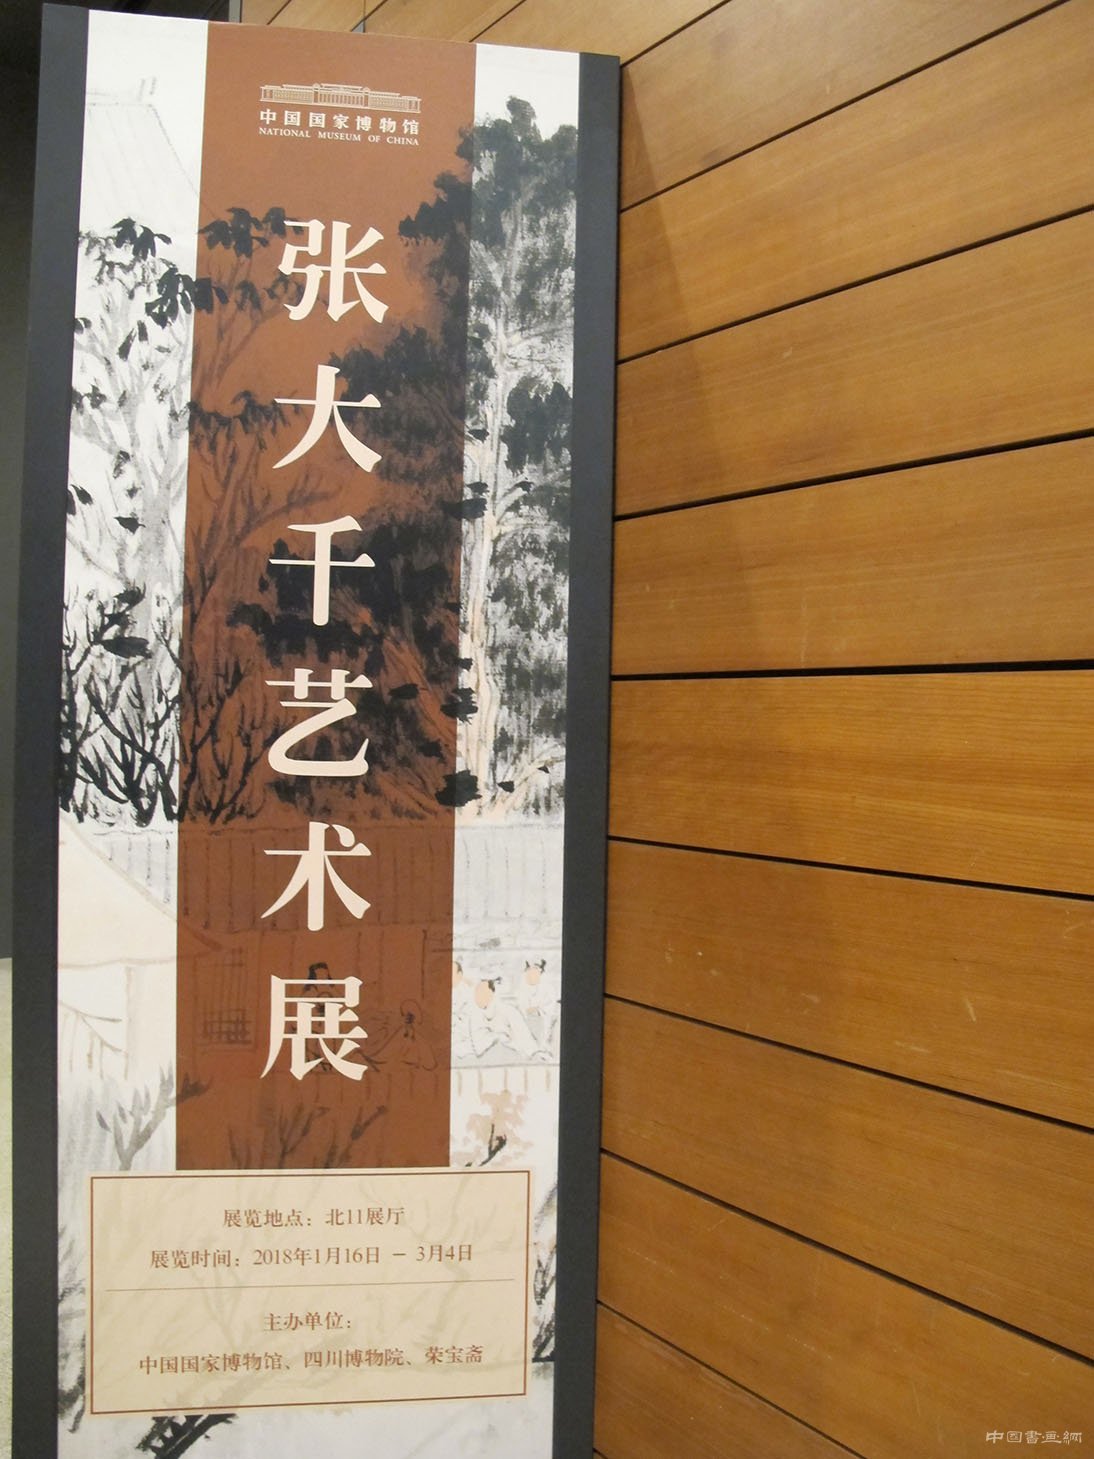 中国国家博物馆
NATIONAL MUSEUM OF CHINA
张大千艺术展
展览地点：北11展厅
展览时间：2018年1月16日 － 3月4日
主办单位：
中国国家博物馆、四川博物院、荣宝斋
中国書画網